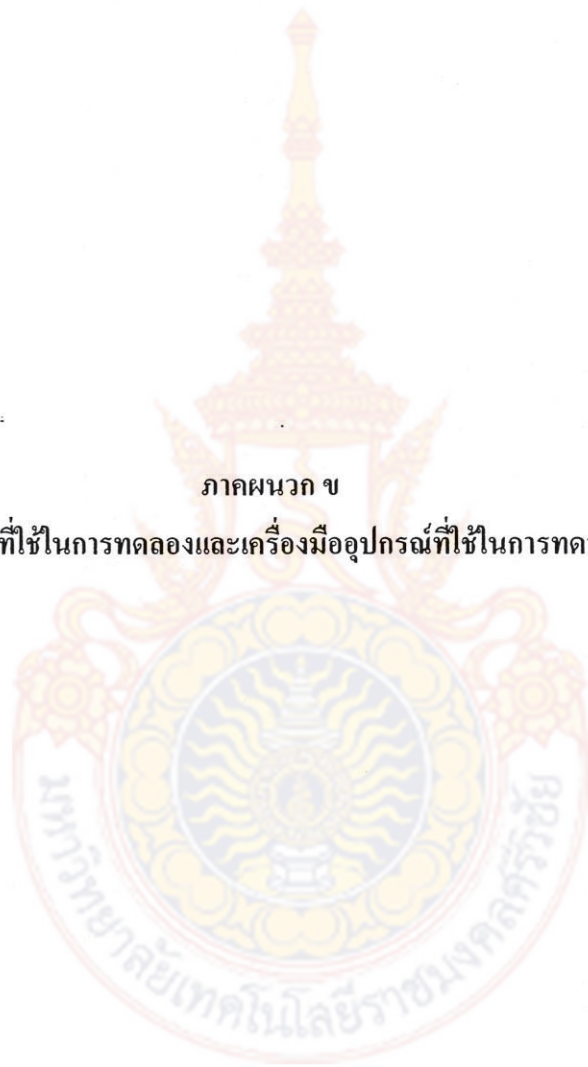 ภาคผนวก ข
ที่ใช้ในการทดลองและเครื่องมืออุปกรณ์ที่ใช้ในการทด
มหาวิทยาลัยเทคโนโลยีราชมงคลศรีวิชัย